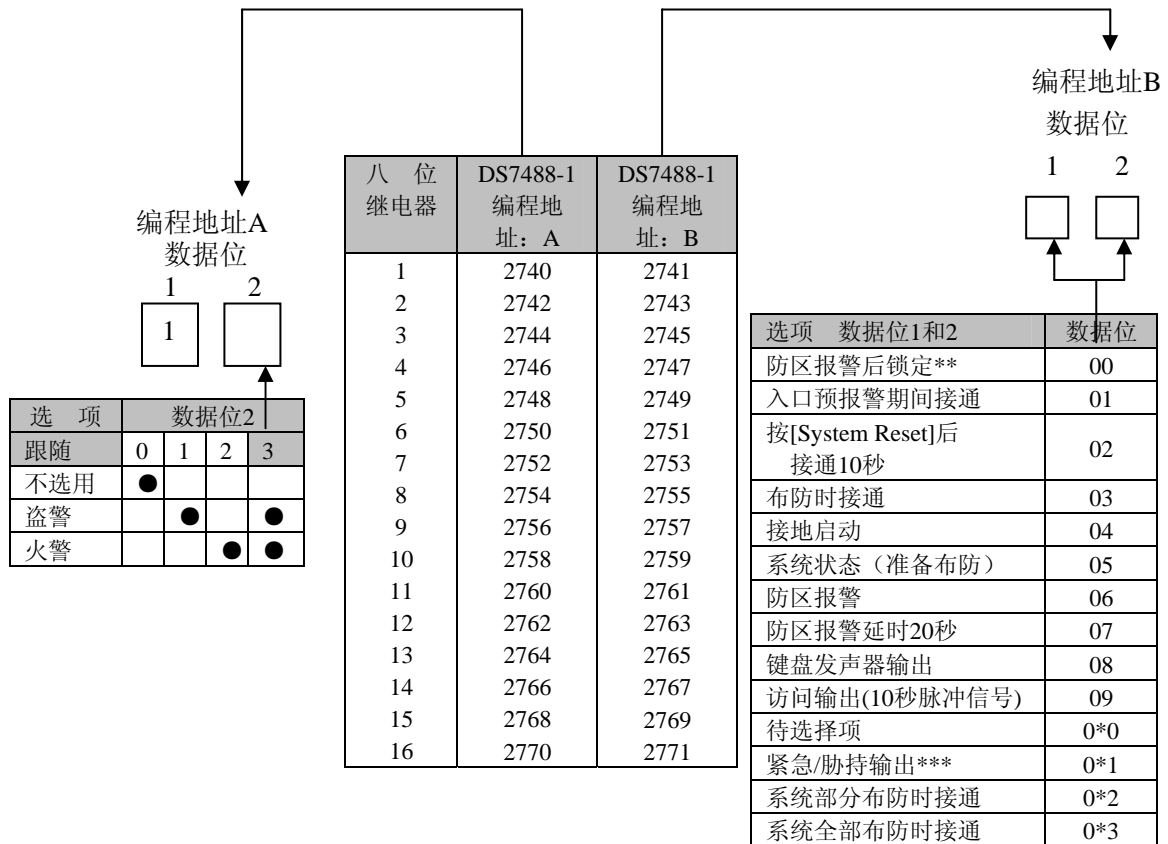 编程地址A
数据位
1 2
1
选 项 数据位2
跟随 0 1 2 3
不选用 ●
盗警 ● ●
火警 ● ●
八 位 DS7488-1 DS7488-1
继电器 编程地 编程地
址：A 址：B
1 2740 2741
2 2742 2743
3 2744 2745
4 2746 2747
5 2748 2749
6 2750 2751
7 2752 2753
8 2754 2755
9 2756 2757
10 2758 2759
11 2760 2761
12 2762 2763
13 2764 2765
14 2766 2767
15 2768 2769
16 2770 2771
编程地址B
数据位
1 2
选项 数据位1和2 数据位
防区报警后锁定** 00
入口预报警期间接通 01
按[System Reset]后
接通10秒 02
布防时接通 03
接地启动 04
系统状态（准备布防） 05
防区报警 06
防区报警延时20秒 07
键盘发声器输出 08
访问输出(10秒脉冲信号) 09
待选择项 0*0
紧急/胁持输出*** 0*1
系统部分布防时接通 0*2
系统全部布防时接通 0*3